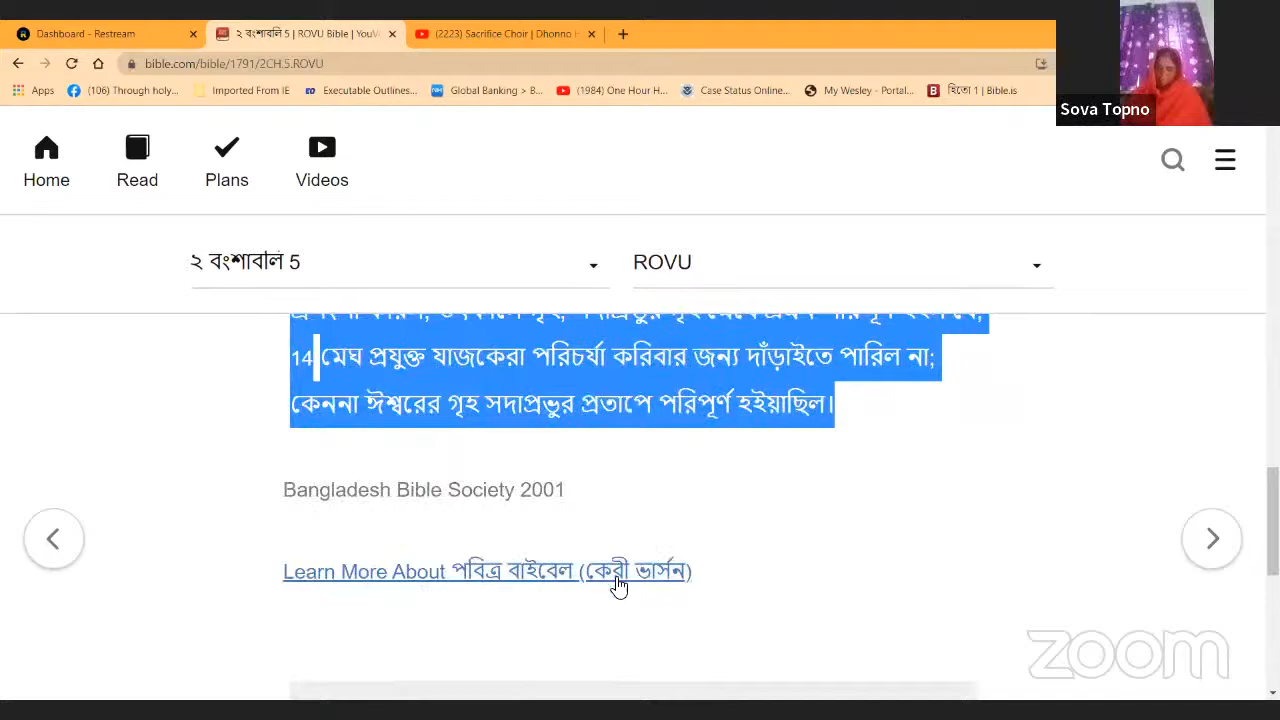 Dashboard - Restream
২ বংশাবলি 5 | ROVU Bible | YouV
(2223) Sacrifice Choir | Dhonno H
bible.com/bible/1791/2CH.5.ROVU
Apps
(106) Through holy...
Imported From IE
Executable Outlines...
Global Banking > B...
(1984) One Hour H...
Case Status Online...
My Wesley - Portal...
হিতো 1 | Bible.is
Sova Topno
Home
Read
Plans
Videos
২ বংশাবলি 5
ROVU
14 মেঘ প্রযুক্ত যাজকেরা পরিচর্যা করিবার জন্য দাঁড়াইতে পারিল না;
কেননা ঈশ্বরের গৃহ সদাপ্রভুর প্রতাপে পরিপূর্ণ হইয়াছিল।
Bangladesh Bible Society 2001
Learn More About পবিত্র বাইবেল (কেরী ভার্সন)
zoom